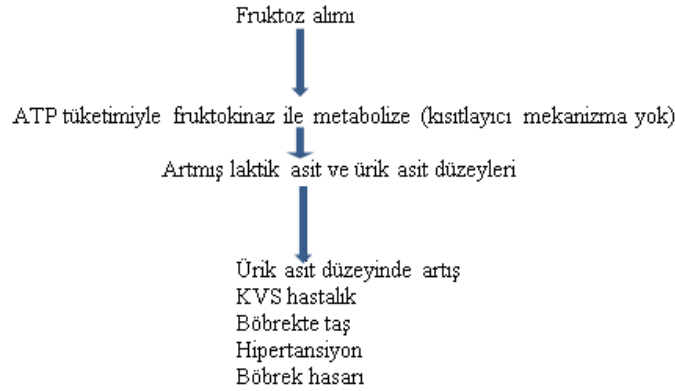 Fruktoz alımı
ATP tüketimiyle fruktokinaz ile metabolize (kısıtlayıcı mekanizma yok)
Artmış laktik asit ve ürik asit düzeyleri
Ürik asit düzeyinde artış
KVS hastalık
Böbrekte taş
Hipertansiyon
Böbrek hasarı